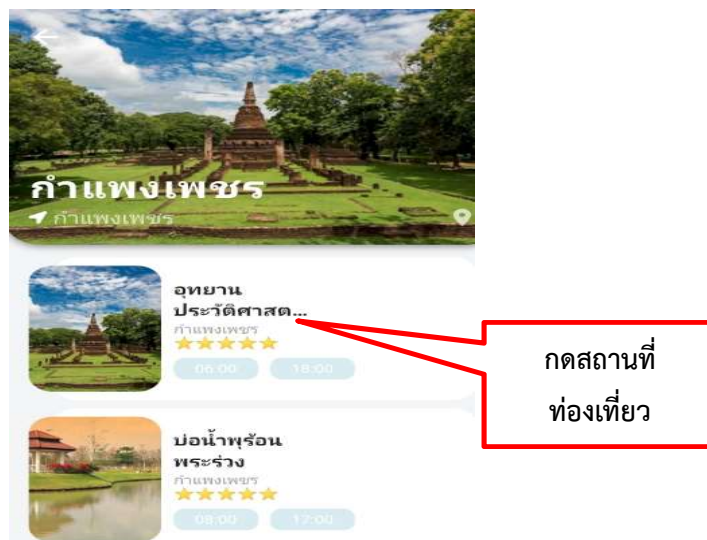 กำแพงเพชร
กำแพงเพชร
อุทยาน
ประวัติศาสต...
กำแพงเพชร
06:00 18:00
กดสถานที่
ท่องเที่ยว
บ่อน้ำพุร้อน
พระร่วง
กำแพงเพชร
08:00 17:00